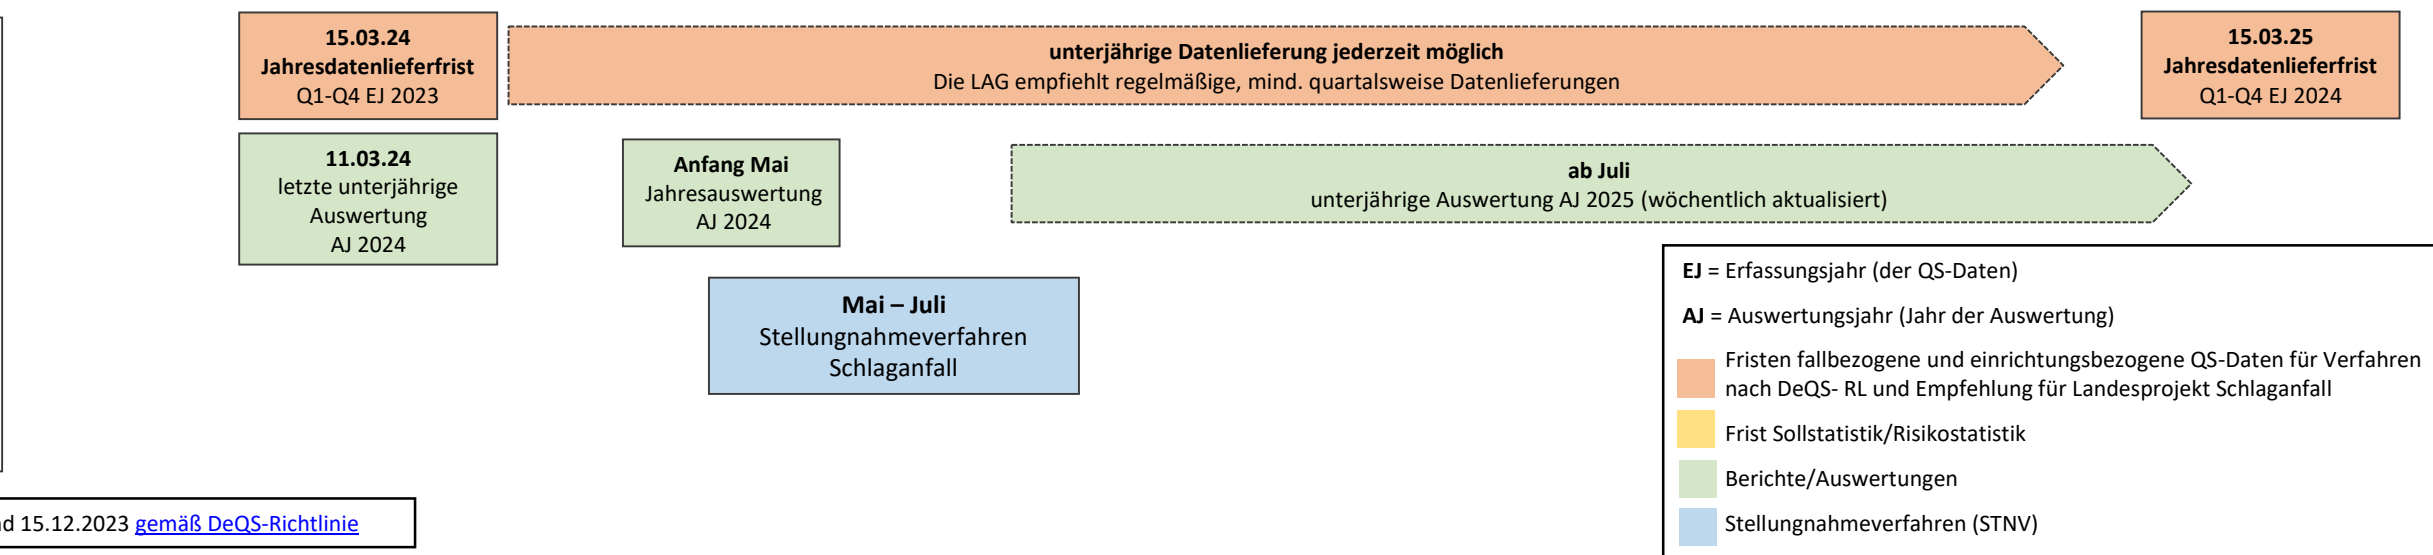 15.03.24
Jahresdatenlieferfrist
Q1-Q4 EJ 2023
unterjährige Datenlieferung jederzeit möglich
Die LAG empfiehlt regelmäßige, mind. quartalsweise Datenlieferungen
15.03.25
Jahresdatenlieferfrist
Q1-Q4 EJ 2024
11.03.24
letzte unterjährige
Auswertung
AJ 2024
Anfang Mai
Jahresauswertung
AJ 2024
ab Juli
unterjährige Auswertung AJ 2025 (wöchentlich aktualisiert)
Mai – Juli
Stellungnahmeverfahren
Schlaganfall
EJ = Erfassungsjahr (der QS-Daten)
AJ = Auswertungsjahr (Jahr der Auswertung)
Fristen fallbezogene und einrichtungsbezogene QS-Daten für Verfahren
nach DeQS- RL und Empfehlung für Landesprojekt Schlaganfall
Frist Sollstatistik/Risikostatistik
Berichte/Auswertungen
Stellungnahmeverfahren (STNV)
15.12.2023 gemäß DeQS-Richtlinie